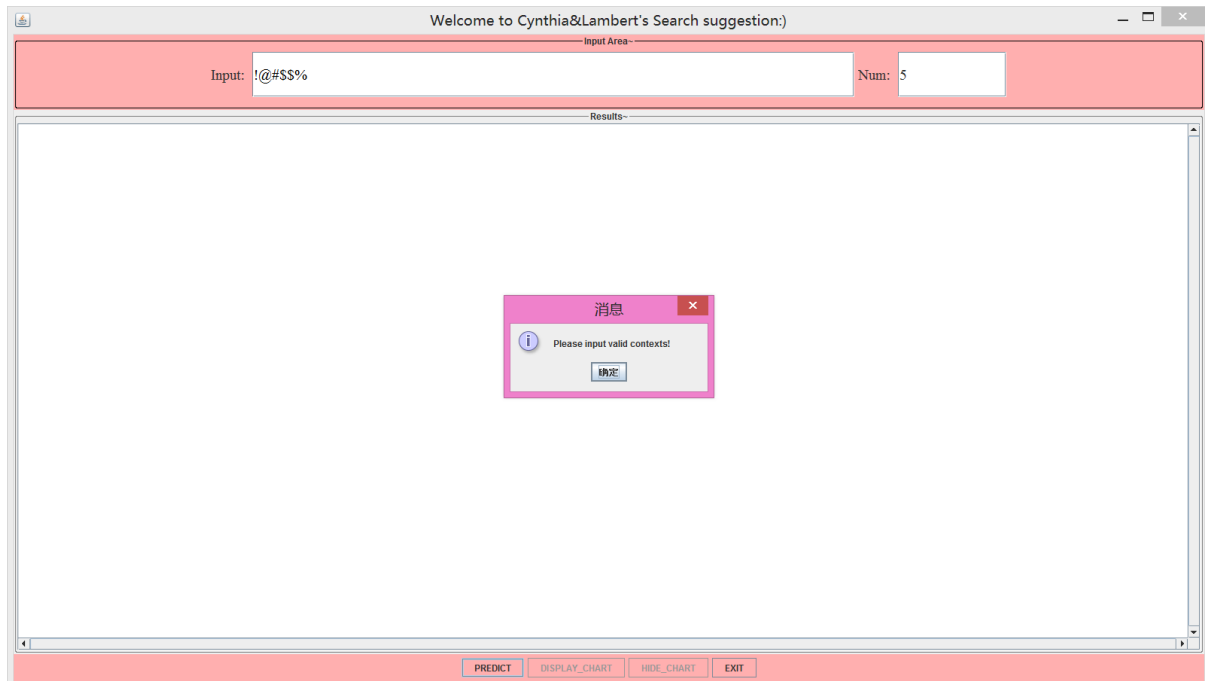 Welcome to Cynthia&Lambert's Search suggestion:)
Input Area~
Input: !@#$$% Num: 5
Results~
消息
i Please input valid contexts!
确定
PREDICT DISPLAY_CHART HIDE_CHART EXIT